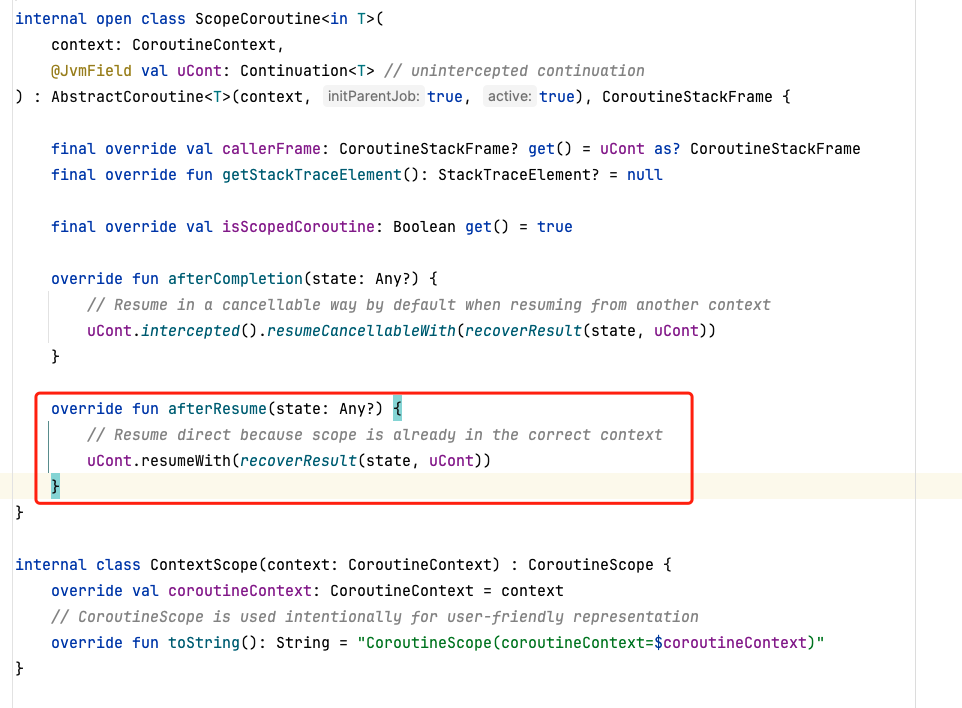 internal open class ScopeCoroutine<in T>(
    context: CoroutineContext,
    @JvmField val uCont: Continuation<T> // unintercepted continuation
) : AbstractCoroutine<T>(context, initParentJob: true, active: true), CoroutineStackFrame {
    final override val callerFrame: CoroutineStackFrame? get() = uCont as? CoroutineStackFrame
    final override fun getStackTraceElement(): StackTraceElement? = null
    final override val isScopedCoroutine: Boolean get() = true
    override fun afterCompletion(state: Any?) {
        // Resume in a cancellable way by default when resuming from another context
        uCont.intercepted().resumeCancellableWith(recoverResult(state, uCont))
    }
    override fun afterResume(state: Any?) {
        // Resume direct because scope is already in the correct context
        uCont.resumeWith(recoverResult(state, uCont))
    }
}
internal class ContextScope(context: CoroutineContext) : CoroutineScope {
    override val coroutineContext: CoroutineContext = context
    // CoroutineScope is used intentionally for user-friendly representation
    override fun toString(): String = "CoroutineScope(coroutineContext=$coroutineContext)"
}